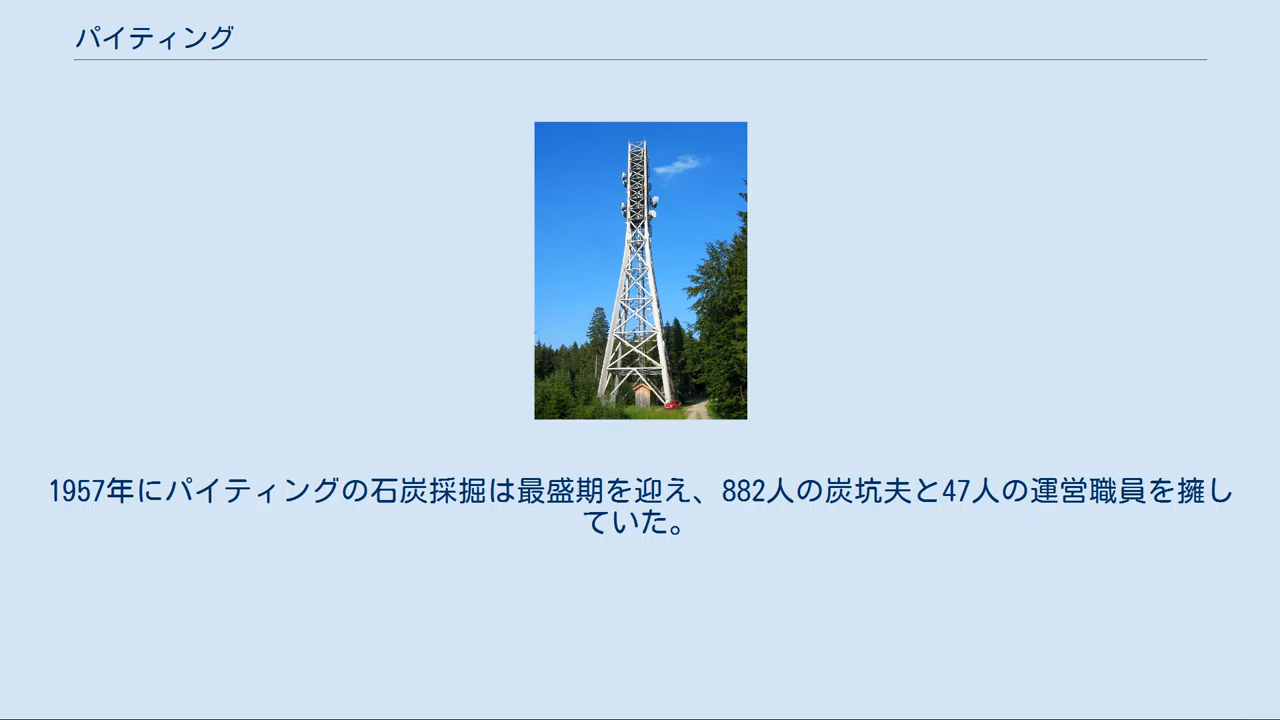 パイティング
1957年にパイティングの石炭採掘は最盛期を迎え、882人の炭坑夫と47人の運営職員を擁し
ていた。